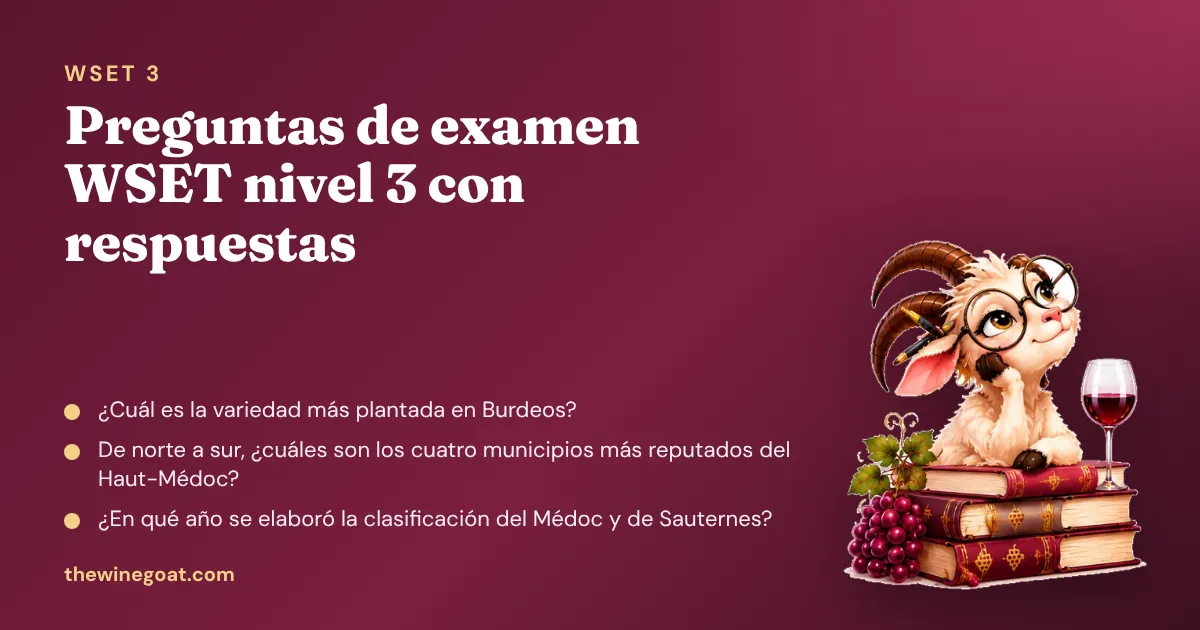 WSET 3
Preguntas de examen
WSET nivel 3 con
respuestas
¿Cuál es la variedad más plantada en Burdeos?
De norte a sur, ¿cuáles son los cuatro municipios más reputados del
Haut-Médoc?
¿En qué año se elaboró la clasificación del Médoc y de Sauternes?
thewinegoat.com